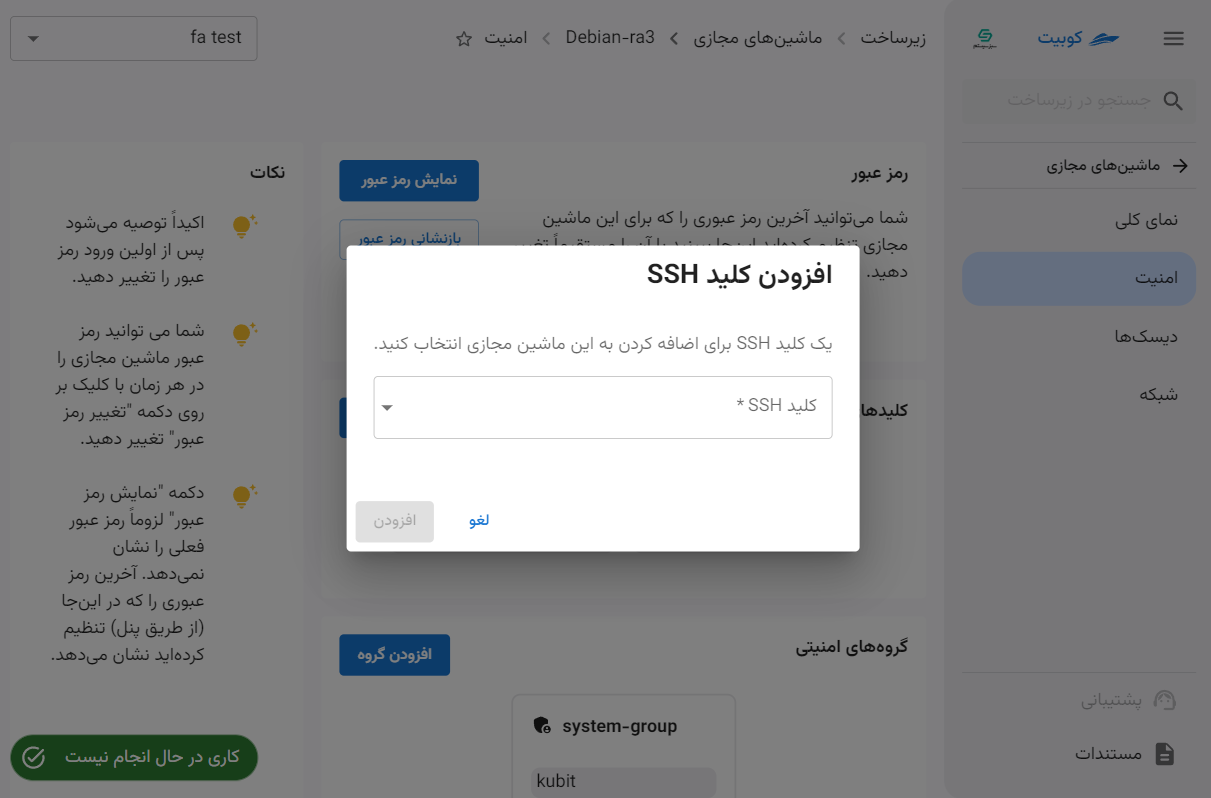 کوبیت
زیرساخت
ماشین‌های مجازی
Debian-ra3
امنیت
fa test
جستجو در زیرساخت
ماشین‌های مجازی
نمای کلی
امنیت
دیسک‌ها
شبکه
پشتیبانی
مستندات
رمز عبور
نمایش رمز عبور
شما می‌توانید آخرین رمز عبوری را که برای این ماشین
بازنشانی رمز عبور
دهید.
افزودن کلید SSH
یک کلید SSH برای اضافه کردن به این ماشین مجازی انتخاب کنید.
کلید SSH *
لغو
افزودن
گروه‌های امنیتی
افزودن گروه
system-group
kubit
نکات
اکیداً توصیه می‌شود
پس از اولین ورود رمز
عبور را تغییر دهید.
شما می توانید رمز
عبور ماشین مجازی را
در هر زمان با کلیک بر
روی دکمه "تغییر رمز
عبور" تغییر دهید.
دکمه "نمایش رمز
عبور" لزوماً رمز عبور
فعلی را نشان
نمی‌دهد. آخرین رمز
عبوری را که در این‌جا
(از طریق پنل) تنظیم
کرده‌اید نشان می‌دهد.
کاری در حال انجام نیست